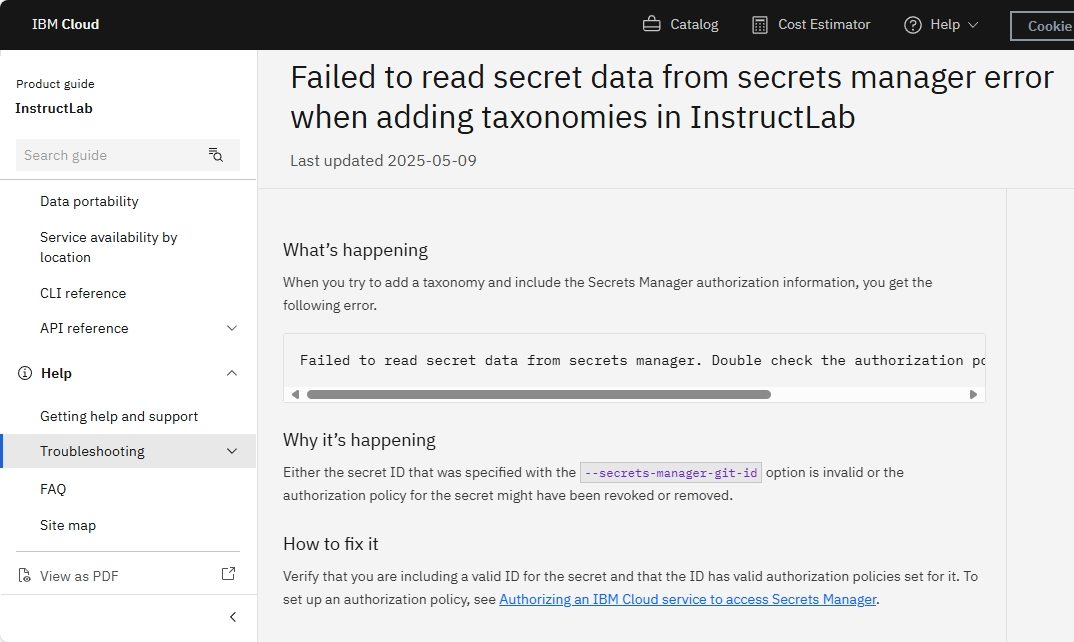 IBM Cloud
Catalog
Cost Estimator
Help
Cookie
Product guide
InstructLab
Search guide
Data portability
Service availability by
location
CLI reference
API reference
Help
Getting help and support
Troubleshooting
FAQ
Site map
View as PDF
Failed to read secret data from secrets manager error
when adding taxonomies in InstructLab
Last updated 2025-05-09
What’s happening
When you try to add a taxonomy and include the Secrets Manager authorization information, you get the
following error.
Failed to read secret data from secrets manager. Double check the authorization po
Why it’s happening
Either the secret ID that was specified with the --secrets-manager-git-id option is invalid or the
authorization policy for the secret might have been revoked or removed.
How to fix it
Verify that you are including a valid ID for the secret and that the ID has valid authorization policies set for it. To
set up an authorization policy, see Authorizing an IBM Cloud service to access Secrets Manager.